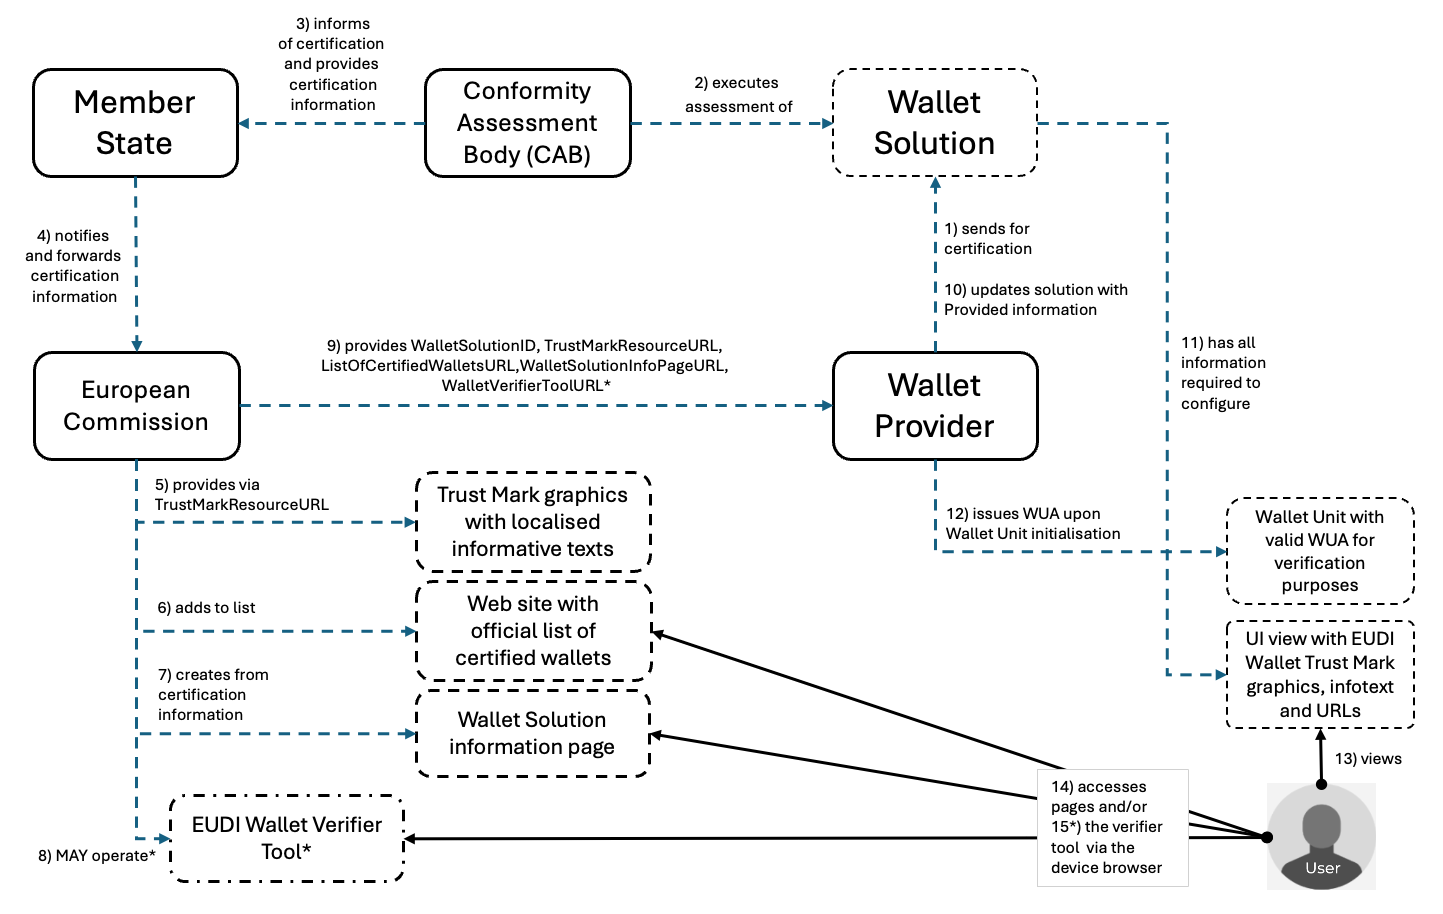 3) informs
of certification
and provides
certification
information
Member
State
Conformity
Assessment
Body (CAB)
2) executes
assessment of
Wallet
Solution
4) notifies
and forwards
certification
information
1) sends for
certification
10) updates solution with
Provided information
11) has all
information
required to
configure
9) provides WalletSolutionID, TrustMarkResourceURL,
ListOfCertifiedWalletsURL,WalletSolutionInfoPageURL,
WalletVerifierToolURL*
European
Commission
Wallet
Provider
5) provides via
TrustMarkResourceURL
Trust Mark graphics
with localised
informative texts
12) issues WUA upon
Wallet Unit initialisation
Wallet Unit with
valid WUA for
verification
purposes
6) adds to list
Web site with
official list of
certified wallets
UI view with EUDI
Wallet Trust Mark
graphics, infotext
and URLs
7) creates from
certification
information
Wallet Solution
information page
13) views
14) accesses
pages and/or
15*) the verifier
tool via the
device browser
EUDI Wallet Verifier
Tool*
8) MAY operate*
User